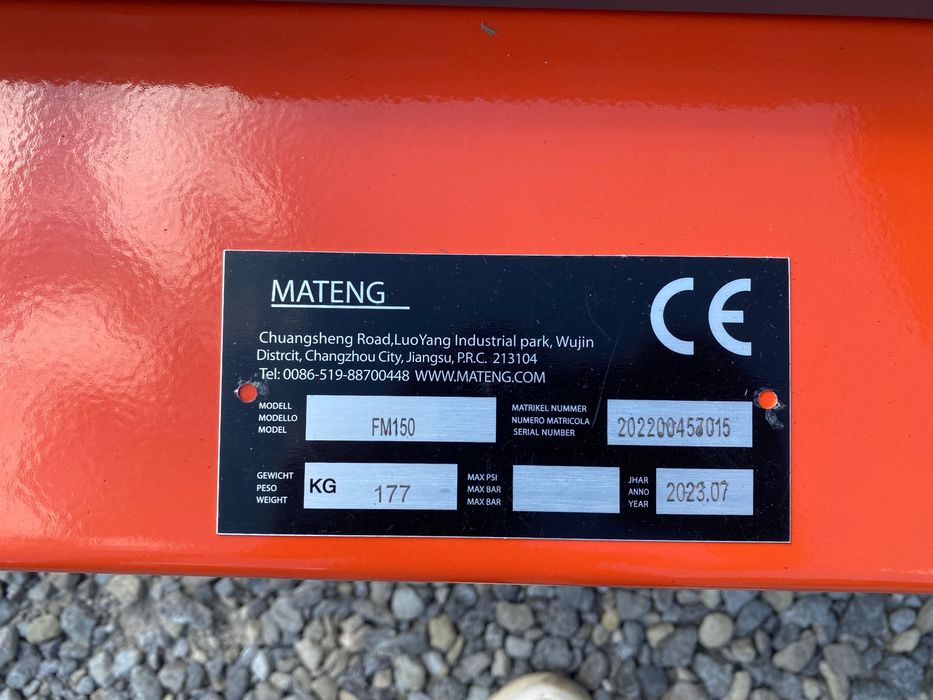 MATENG
CE
Chuangsheng Road,LuoYang Industrial park, Wujin
Distrcit, Changzhou City, Jiangsu, P.R.C. 213104
Tel: 0086-519-88700448 WWW.MATENG.COM
MODELL
MODELLO
MODEL
FM150
MATRIKEL NUMMER
NUMERO MATRICOLA
SERIAL NUMBER
GEWICHT
PESO
WEIGHT
KG 177
MAX PSI
MAX BAR
MAX BAR
JHAR
ANNO
YEAR
2023.07